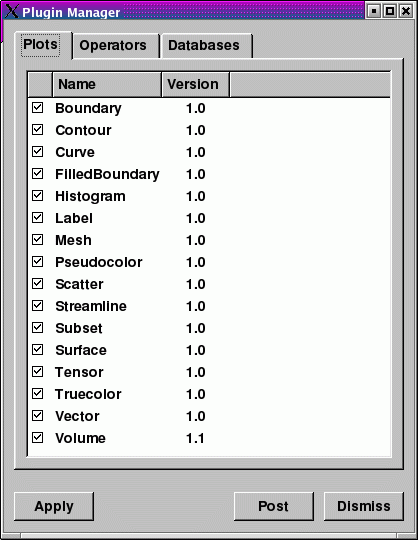 Plugin Manager
Plots Operators Databases
Name Version
Boundary 1.0
Contour 1.0
Curve 1.0
FilledBoundary 1.0
Histogram 1.0
Label 1.0
Mesh 1.0
Pseudocolor 1.0
Scatter 1.0
Streamline 1.0
Subset 1.0
Surface 1.0
Tensor 1.0
Truecolor 1.0
Vector 1.0
Volume 1.1
Apply Post Dismiss